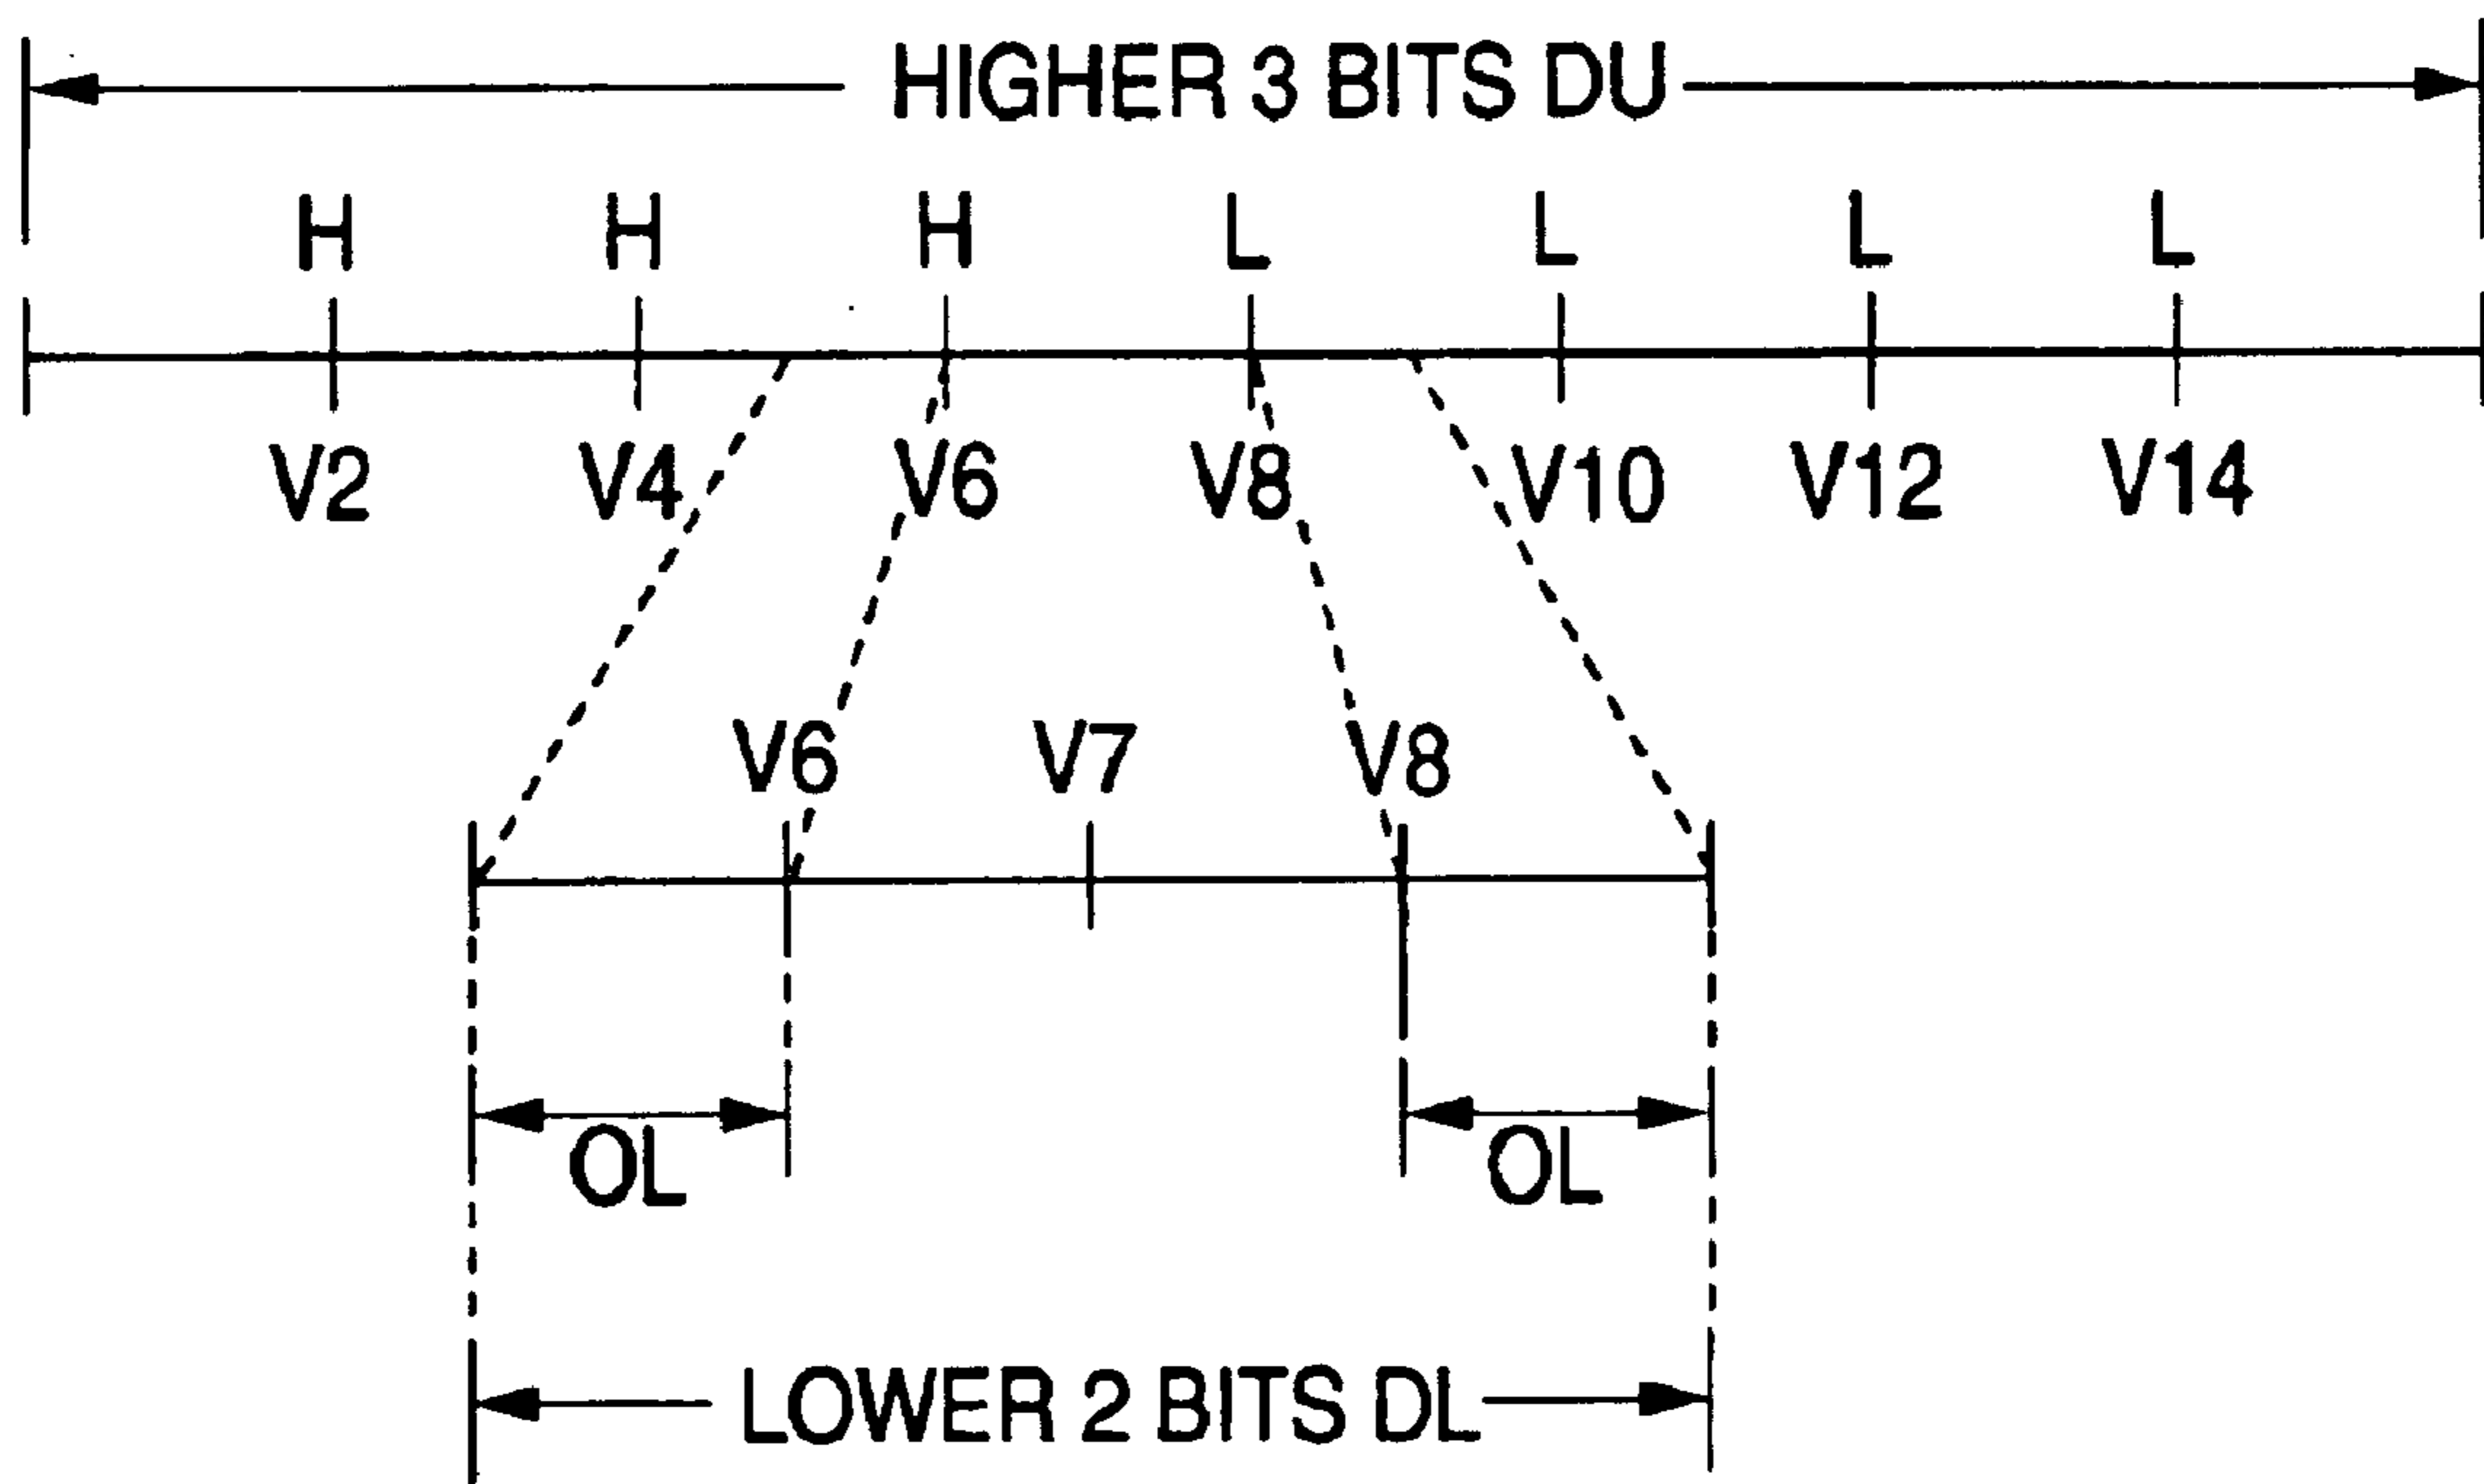 HIGHER 3 BITS DU
H H H L L L L
V2 V4 V6 V8 V10 V12 V14
V6 V7 V8
OL OL
LOWER 2 BITS DL